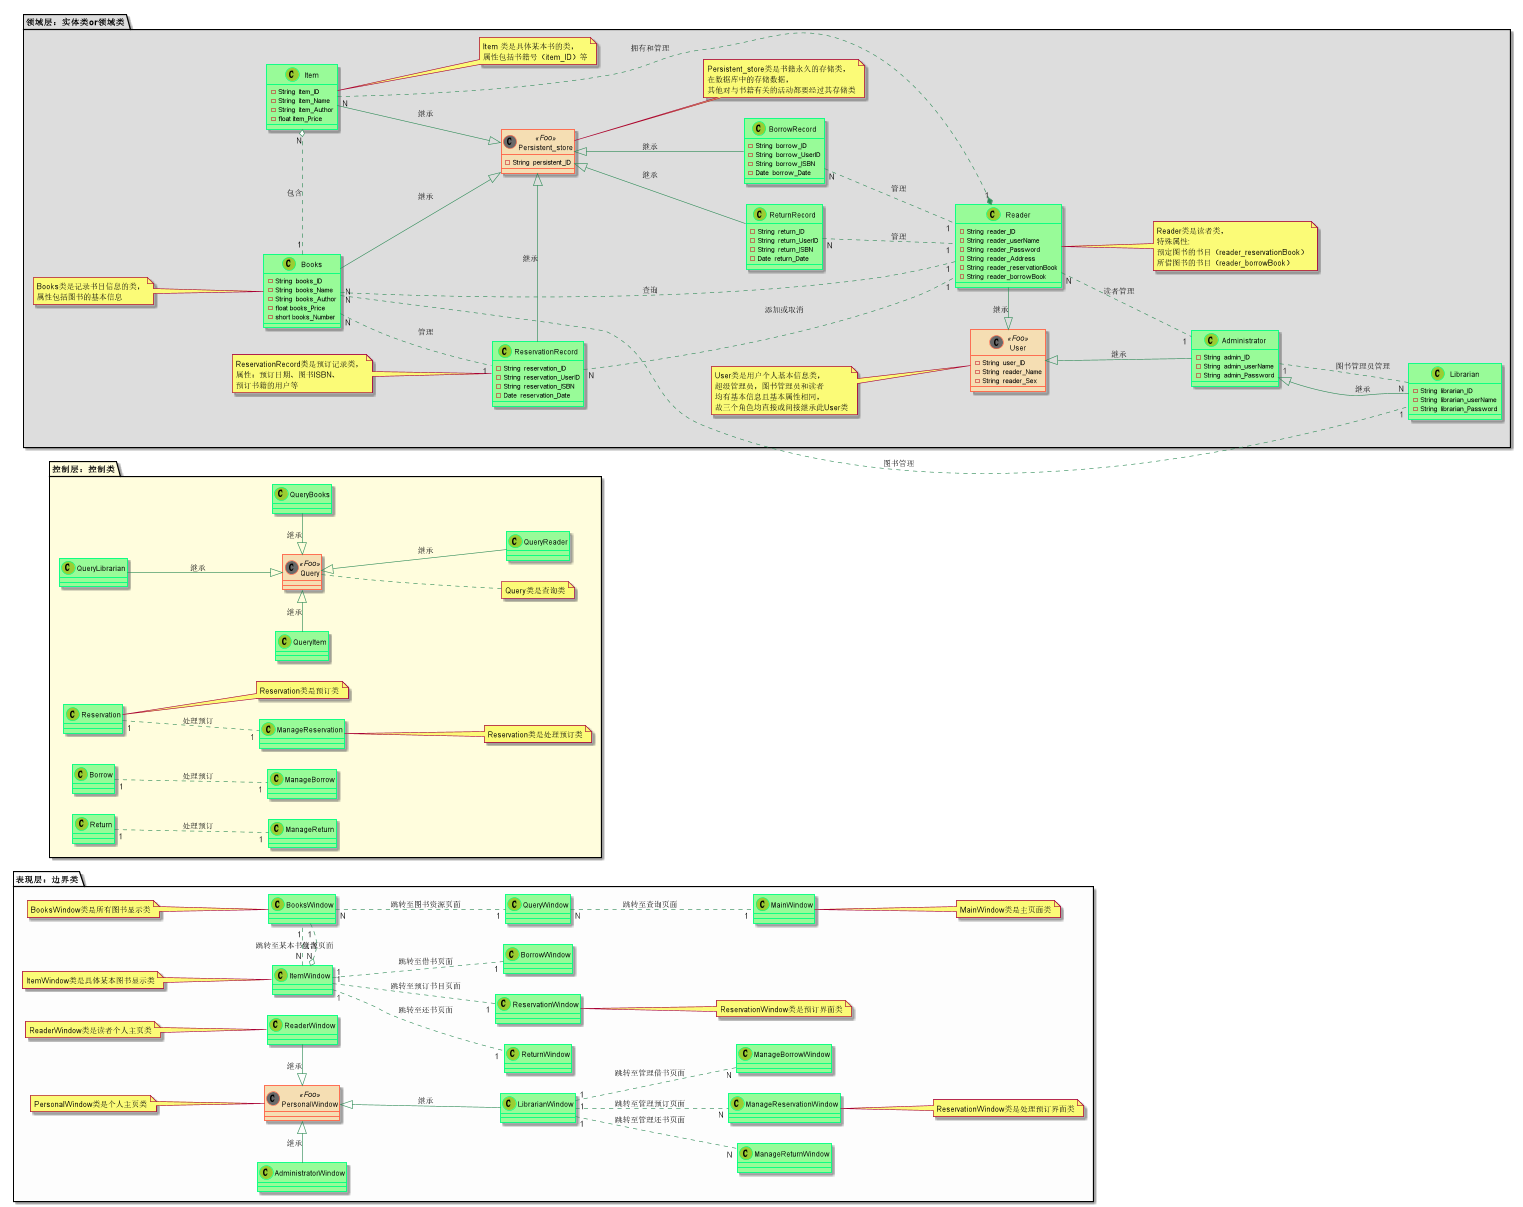 领域层：实体类or领域类
Item 类是具体某本书的类，
属性包括书籍号（item_ID）等
拥有和管理
Persistent_store类是书籍永久的存储类，
在数据库中的存储数据，
其他对与书籍有关的活动都要经过其存储类
C Item
String item_ID
String item_Name
String item_Author
float item_Price
N
N
继承
«Foo»
C Persistent_store
String persistent_ID
C BorrowRecord
String borrow_ID
String borrow_UserID
String borrow_ISBN
Date borrow_Date
N
继承
继承
管理
包含
继承
1
C ReturnRecord
String return_ID
String return_UserID
String return_ISBN
Date return_Date
N
管理
1
C Reader
String reader_ID
String reader_userName
String reader_Password
String reader_Address
String reader_reservationBook
String reader_borrowBook
1
1
1
1
N
Reader类是读者类，
特殊属性:
预定图书的书目（reader_reservationBook）
所借图书的书目（reader_borrowBook）
C Books
String books_ID
String books_Name
String books_Author
float books_Price
short books_Number
N
N
N
Books类是记录书目信息的类，
属性包括图书的基本信息
继承
查询
读者管理
添加或取消
继承
管理
ReservationRecord类是预订记录类，
属性：预订日期、图书ISBN、
预订书籍的用户等
1
C ReservationRecord
String reservation_ID
String reservation_UserID
String reservation_ISBN
Date reservation_Date
N
User类是用户个人基本信息类，
超级管理员，图书管理员和读者
均有基本信息且基本属性相同，
故三个角色均直接或间接继承此User类
«Foo»
C User
String user_ID
String reader_Name
String reader_Sex
继承
1
C Administrator
String admin_ID
String admin_userName
String admin_Password
1
图书管理员管理
继承
N
1
C Librarian
String librarian_ID
String librarian_userName
String librarian_Password
图书管理
控制层：控制类
C QueryBooks
继承
C QueryLibrarian
继承
«Foo»
C Query
继承
C QueryReader
Query类是查询类
继承
C QueryItem
Reservation类是预订类
C Reservation
1
处理预订
1
C ManageReservation
Reservation类是处理预订类
C Borrow
1
处理预订
1
C ManageBorrow
C Return
1
处理预订
1
C ManageReturn
表现层：边界类
BooksWindow类是所有图书显示类
C BooksWindow
N
跳转至图书资源页面
1
C QueryWindow
N
跳转至查询页面
1
C MainWindow
MainWindow类是主页面类
1
1
跳转至某本书
页面
N
N
ItemWindow类是具体某本图书显示类
C ItemWindow
1
1
1
跳转至借书页面
1
C BorrowWindow
跳转至预订书目页面
1
C ReservationWindow
ReservationWindow类是预订界面类
跳转至还书页面
1
C ReturnWindow
ReaderWindow类是读者个人主页类
C ReaderWindow
继承
PersonalWindow类是个人主页类
«Foo»
C PersonalWindow
继承
C LibrarianWindow
1
1
1
跳转至管理借书页面
N
C ManageBorrowWindow
跳转至管理预订页面
N
C ManageReservationWindow
ReservationWindow类是处理预订界面类
跳转至管理还书页面
N
C ManageReturnWindow
继承
C AdministratorWindow